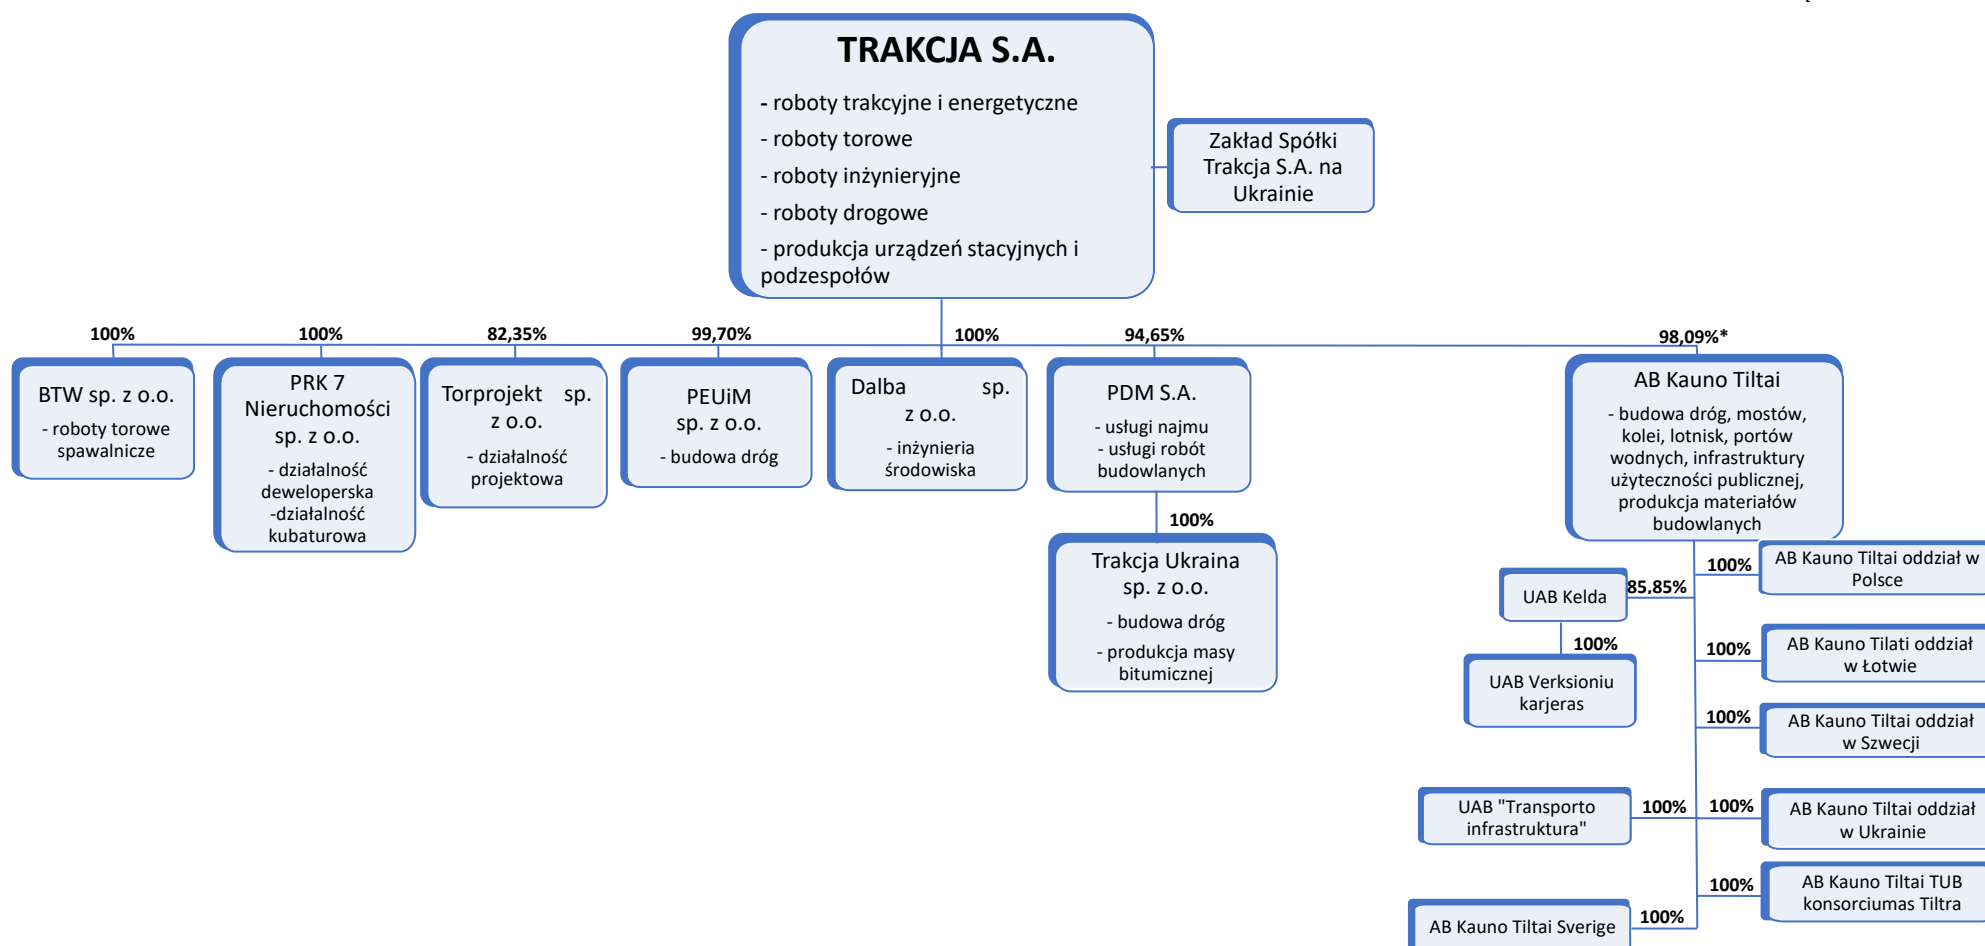 TRAKCJA S.A.
- roboty trakcyjne i energetyczne
- roboty torowe
- roboty inżynieryjne
- roboty drogowe
- produkcja urządzeń stacyjnych i
podzespołów
Zakład Spółki
Trakcja S.A. na
Ukrainie
100%
BTW sp. z o.o.
- roboty torowe
spawalnicze
100%
PRK 7
Nieruchomości
sp. z o.o.
- działalność
deweloperska
-działalność
kubaturowa
82,35%
Torprojekt sp.
z o.o.
- działalność
projektowa
99,70%
PEUiM
sp. z o.o.
- budowa dróg
100%
Dalba sp.
z o.o.
- inżynieria
środowiska
94,65%
PDM S.A.
- usługi najmu
- usługi robót
budowlanych
100%
Trakcja Ukraina
sp. z o.o.
- budowa dróg
- produkcja masy
bitumicznej
98,09%*
AB Kauno Tiltai
- budowa dróg, mostów,
kolei, lotnisk, portów
wodnych, infrastruktury
użyteczności publicznej,
produkcja materiałów
budowlanych
85,85%
UAB Kelda
100%
UAB Verksioniu
karjeras
100%
UAB "Transporto
infrastruktura"
100%
AB Kauno Tiltai Sverige
100%
AB Kauno Tiltai oddział w
Polsce
100%
AB Kauno Tilati oddział
w Łotwie
100%
AB Kauno Tiltai oddział
w Szwecji
100%
AB Kauno Tiltai oddział
w Ukrainie
100%
AB Kauno Tiltai TUB
konsorciumas Tiltra